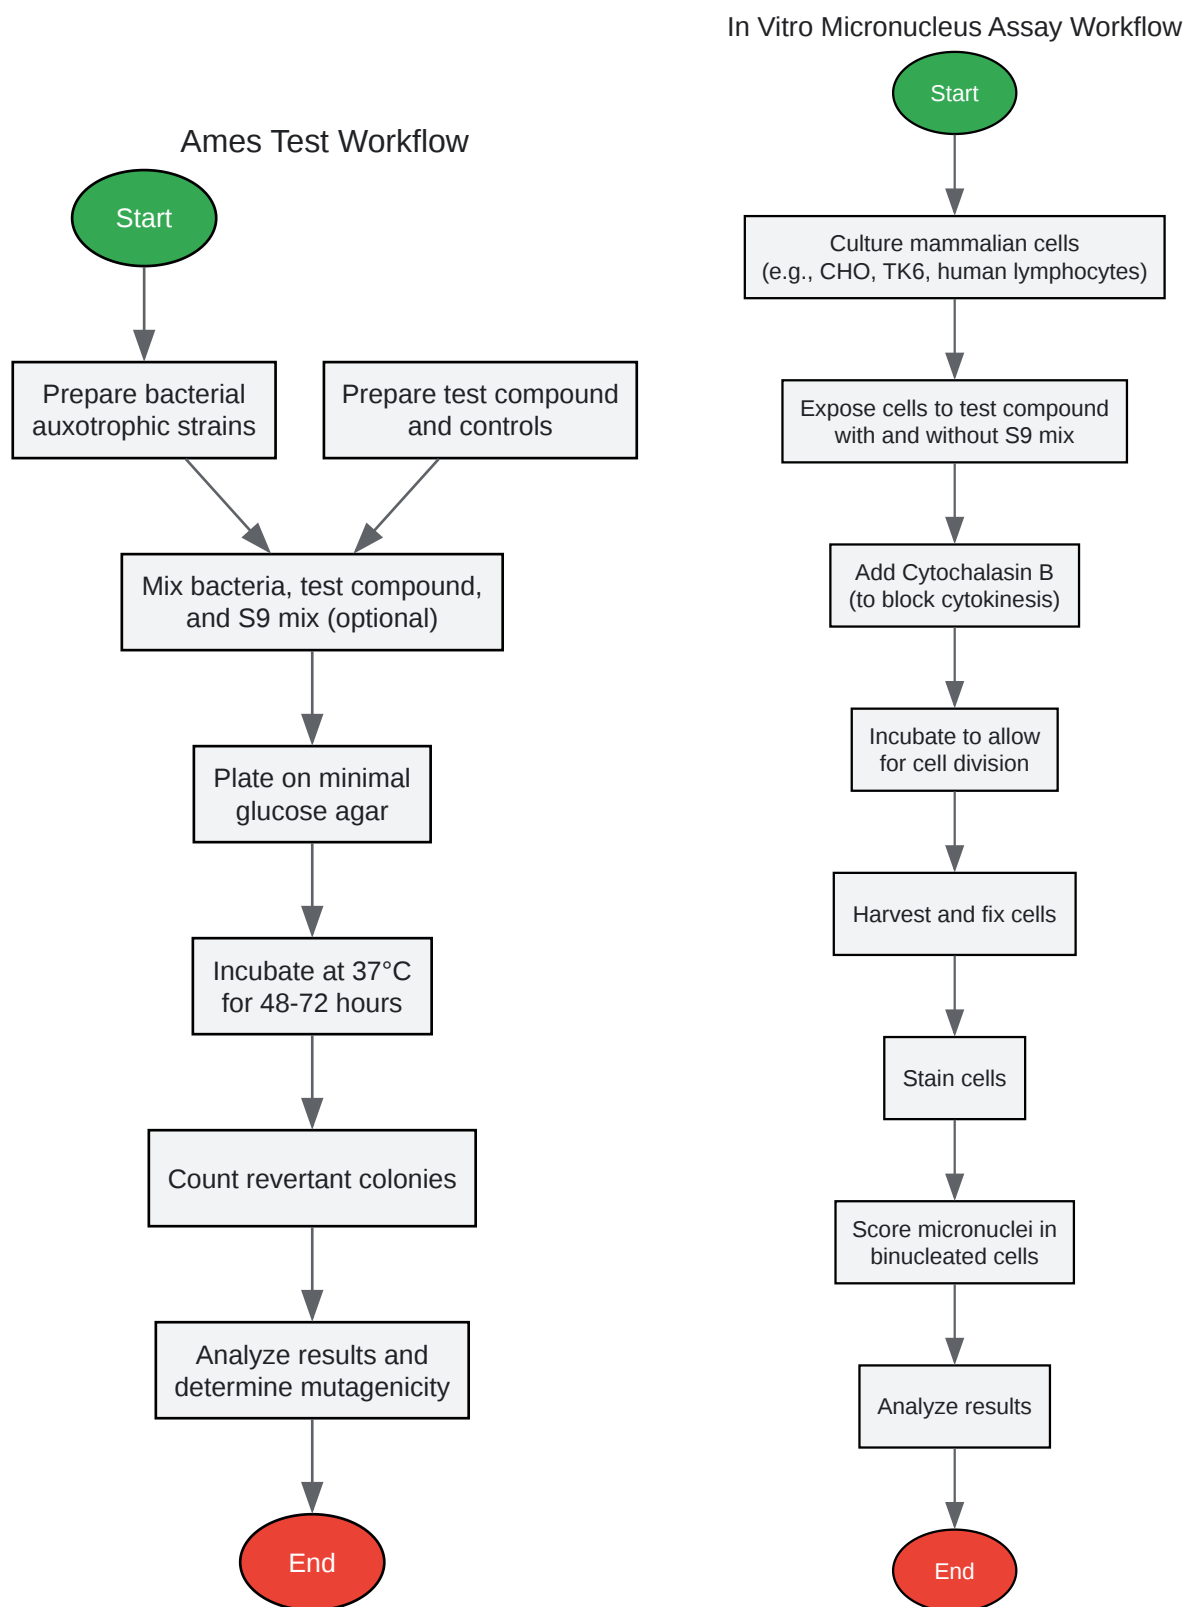 Ames Test Workflow
Start
Prepare bacterial
auxotrophic strains
Prepare test compound
and controls
Mix bacteria, test compound,
and S9 mix (optional)
Plate on minimal
glucose agar
Incubate at 37°C
for 48-72 hours
Count revertant colonies
Analyze results and
determine mutagenicity
End
In Vitro Micronucleus Assay Workflow
Start
Culture mammalian cells
(e.g., CHO, TK6, human lymphocytes)
Expose cells to test compound
with and without S9 mix
Add Cytochalasin B
(to block cytokinesis)
Incubate to allow
for cell division
Harvest and fix cells
Stain cells
Score micronuclei in
binucleated cells
Analyze results
End